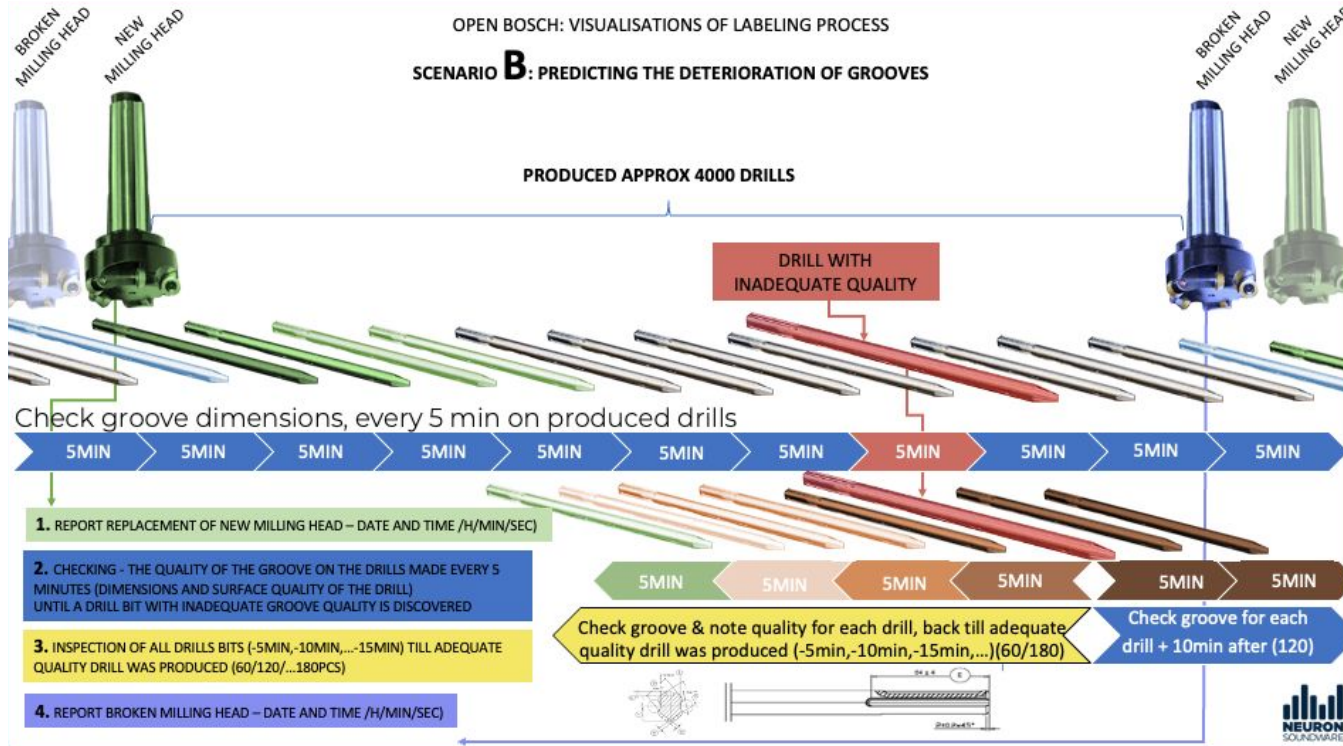 OPEN BOSCH: VISUALISATIONS OF LABELING PROCESS
SCENARIO B: PREDICTING THE DETERIORATION OF GROOVES
BROKEN
MILLING HEAD
NEW
MILLING HEAD
BROKEN
MILLING HEAD
NEW
MILLING HEAD
PRODUCED APPROX 4000 DRILLS
DRILL WITH
INADEQUATE QUALITY
Check groove dimensions, every 5 min on produced drills
5MIN 5MIN 5MIN 5MIN 5MIN 5MIN 5MIN 5MIN 5MIN 5MIN 5MIN
1. REPORT REPLACEMENT OF NEW MILLING HEAD – DATE AND TIME /H/MIN/SEC)
2. CHECKING - THE QUALITY OF THE GROOVE ON THE DRILLS MADE EVERY 5
MINUTES (DIMENSIONS AND SURFACE QUALITY OF THE DRILL)
UNTIL A DRILL BIT WITH INADEQUATE GROOVE QUALITY IS DISCOVERED
3. INSPECTION OF ALL DRILLS BITS (-5MIN,-10MIN,...-15MIN) TILL ADEQUATE
QUALITY DRILL WAS PRODUCED (60/120/...180PCS)
4. REPORT BROKEN MILLING HEAD – DATE AND TIME /H/MIN/SEC)
5MIN 5MIN 5MIN 5MIN 5MIN 5MIN
Check groove & note quality for each drill, back till adequate
quality drill was produced (-5min,-10min,-15min,...)(60/180)
Check groove for each
drill + 10min after (120)
E
NEURON
SOUNDWARE